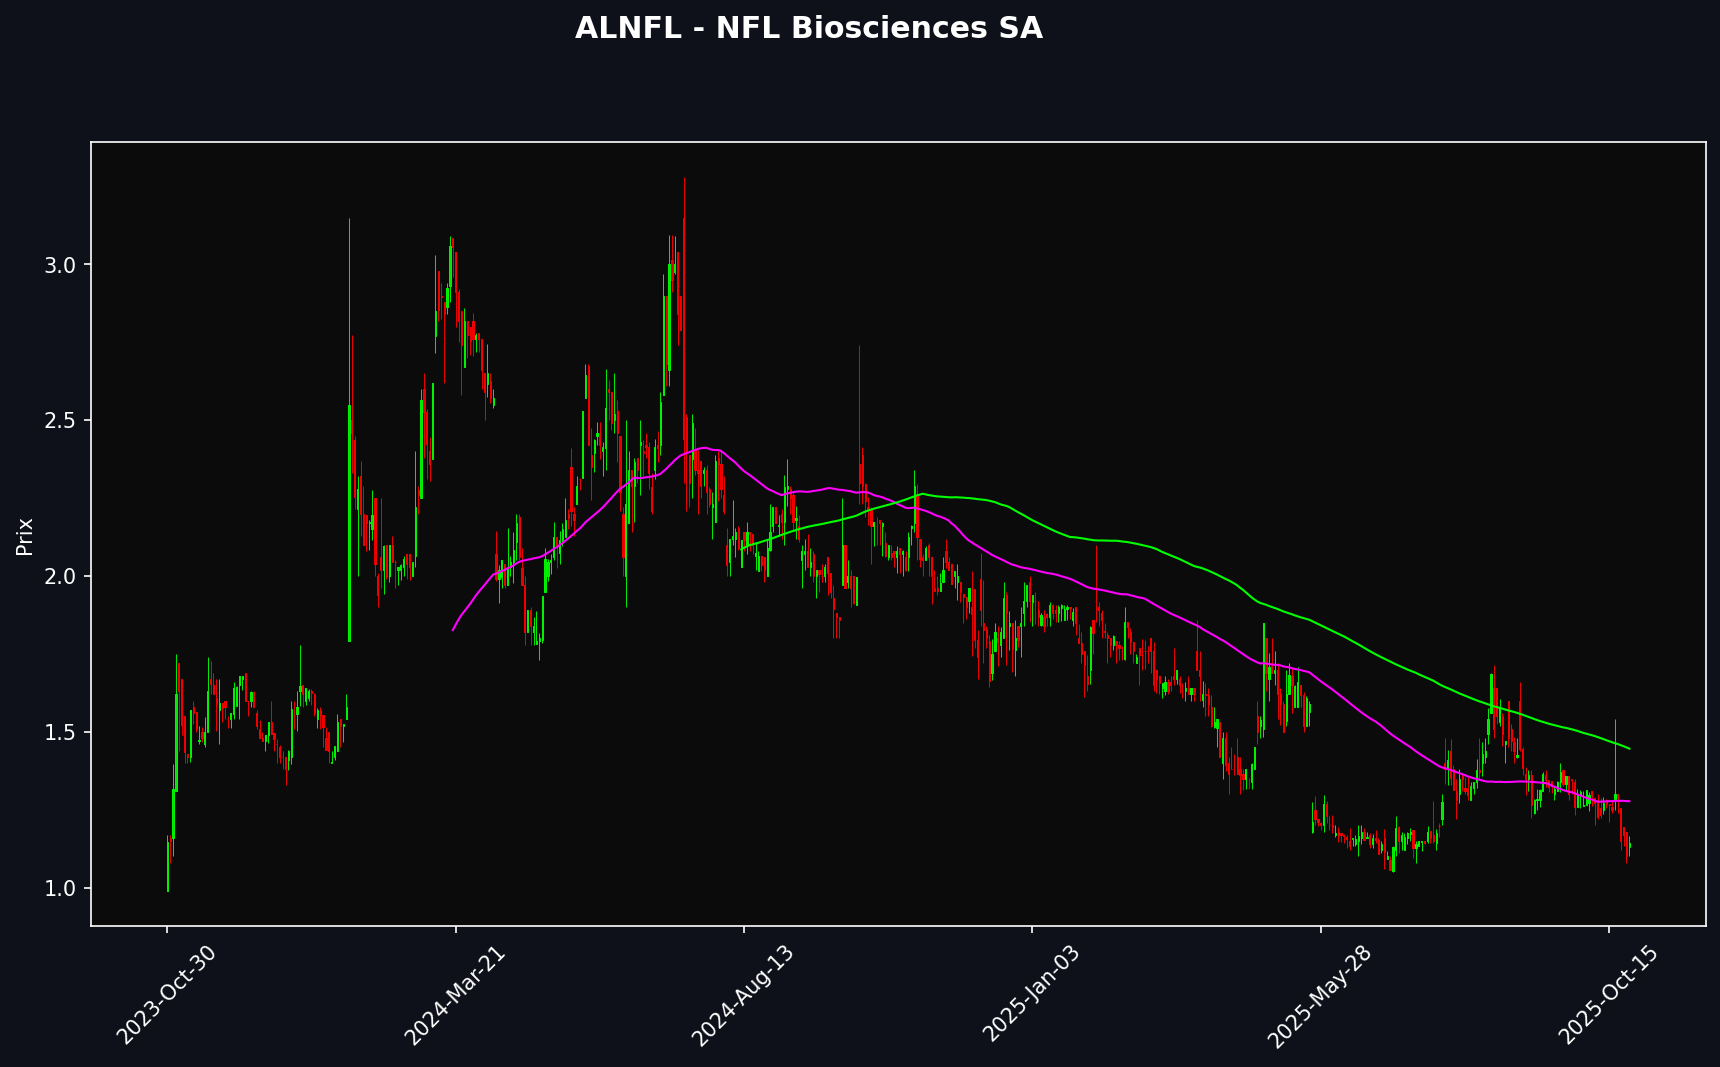 ALNFL - NFL Biosciences SA
Prix
3.0
2.5
2.0
1.5
1.0
2023-Oct-30
2024-Mar-21
2024-Aug-13
2025-Jan-03
2025-May-28
2025-Oct-15